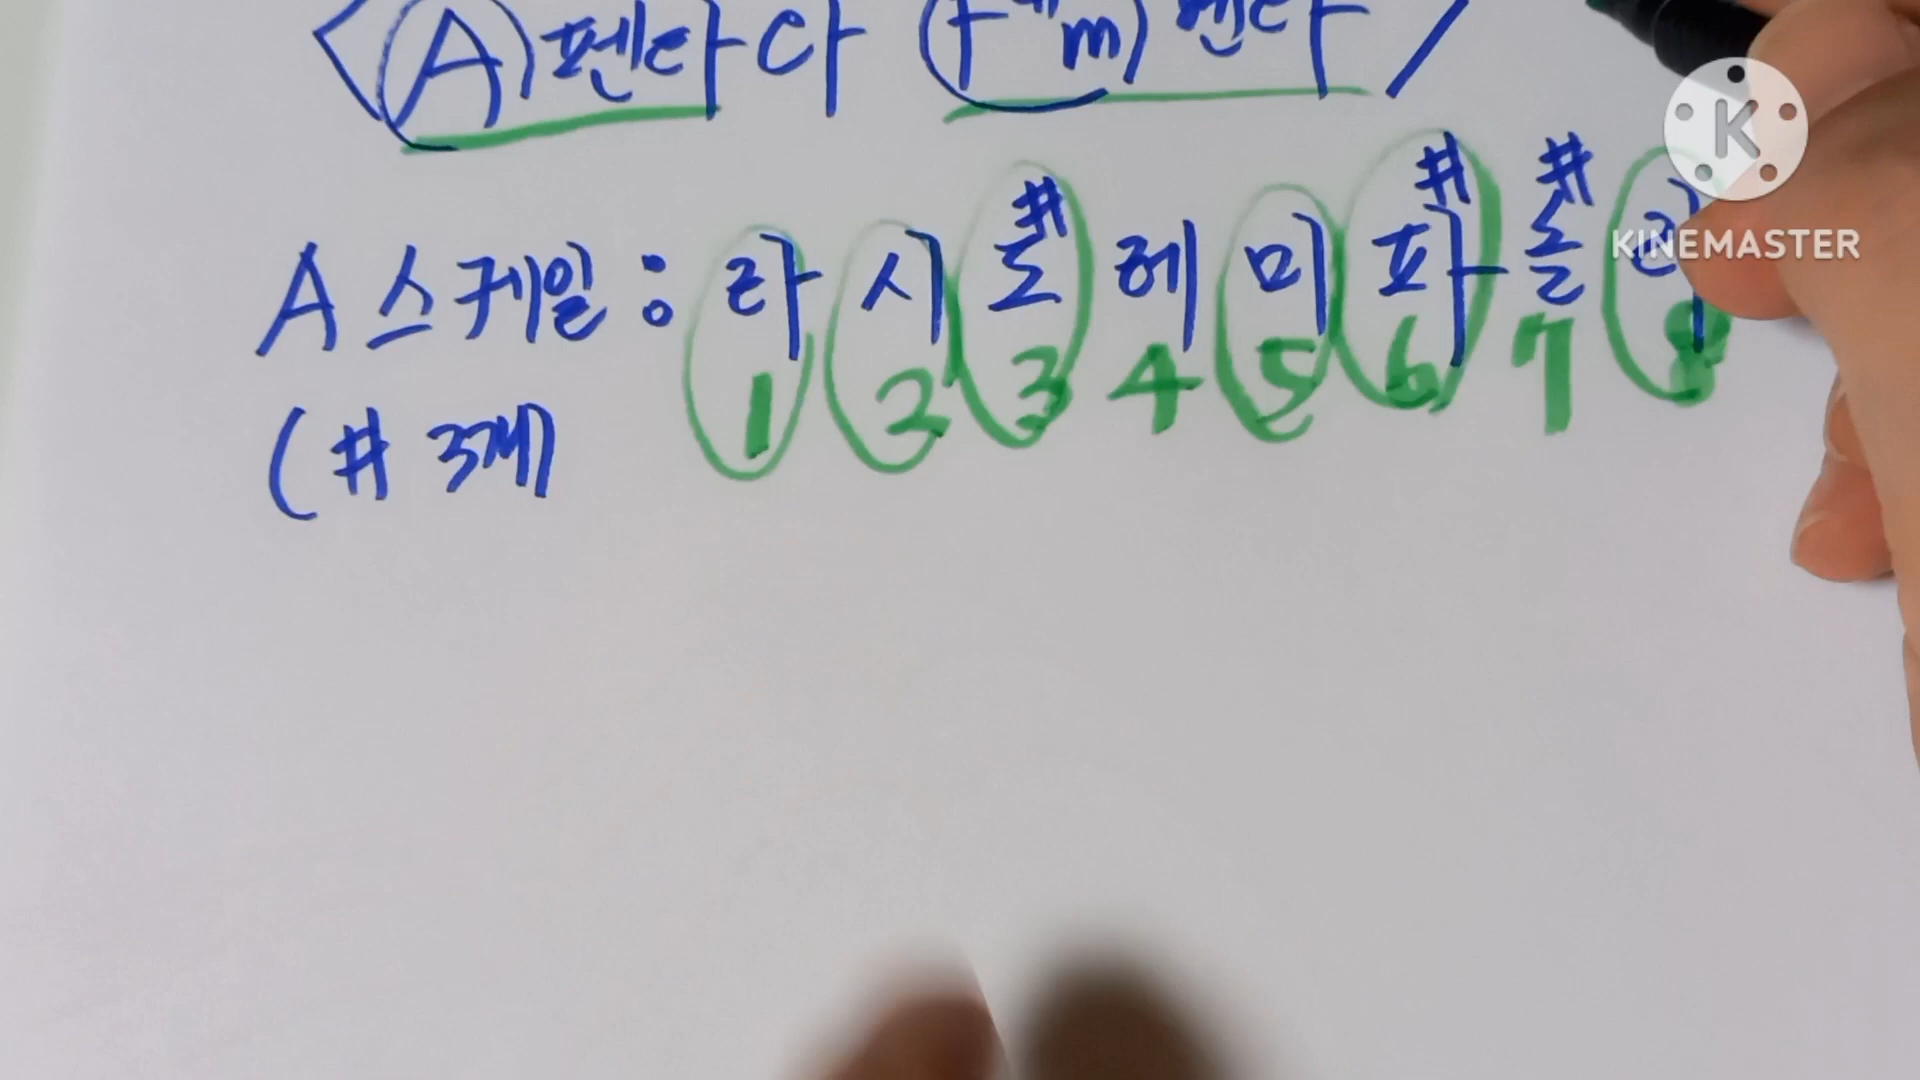 <(A)펜타다 (F#m)펜타>
# # #
A스케일 : 라 시 도 레 미 파 솔 라
1 2 3 4 5 6 7 8
(# 3개)
K
KINEMASTER